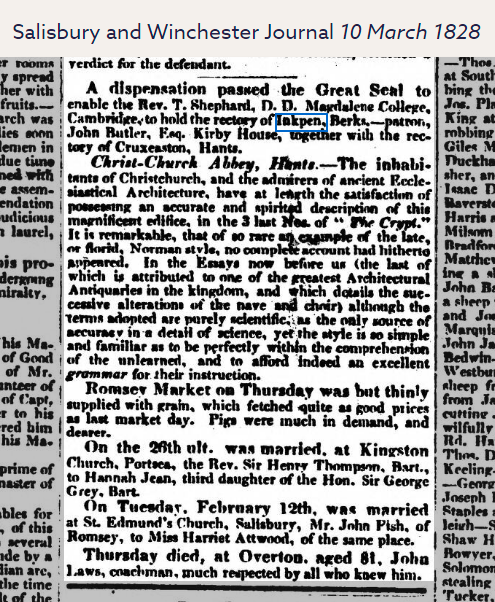 Salisbury and Winchester Journal 10 March 1828
verdict for the defendant.
A dispensation passed the Great Seal to
enable the Rev. T. Shephard, D. D. Magdalene College,
Cambridge, to hold the rectory of Inkpen, Berks,—patron,
John Butler, Esq. Kirby House, together with the rec-
tory of Cruxeaston, Hants.
Christ-Church Abbey, Hants.—The inhabi-
tants of Christchurch, and the admirers of ancient Eccle-
siastical Architecture, have at length the satisfaction of
possessing an accurate and spirited description of this
magnificent edifice, in the 3 last Nos. of " The Crypt."
It is remarkable, that of so rare an example of the late,
or florid, Norman style, no complete account had hitherto
appeared. In the Essays now before us (the last of
which is attributed to one of the greatest Architectural
Antiquaries in the kingdom, and which details the suc-
cessive alterations of the nave and choir) although the
terms adopted are purely scientific, as the only source of
accuracy in a detail of science, yet the style is so simple
and familiar as to be perfectly within the comprehension
of the unlearned, and to afford indeed an excellent
grammar for their instruction.
Romsey Market on Thursday was but thinly
supplied with grain, which fetched quite as good prices
as last market day. Pigs were much in demand, and
dearer.
On the 26th ult. was married, at Kingston
Church, Portsea, the Rev. Sir Henry Thompson, Bart.,
to Hannah Jean, third daughter of the Hon. Sir George
Grey, Bart.
On Tuesday, February 12th, was married
at St. Edmund's Church, Salisbury, Mr. John Fish, of
Romsey, to Miss Harriet Attwood, of the same place.
Thursday died, at Overton, aged 81, John
Laws, coachman, much respected by all who knew him.